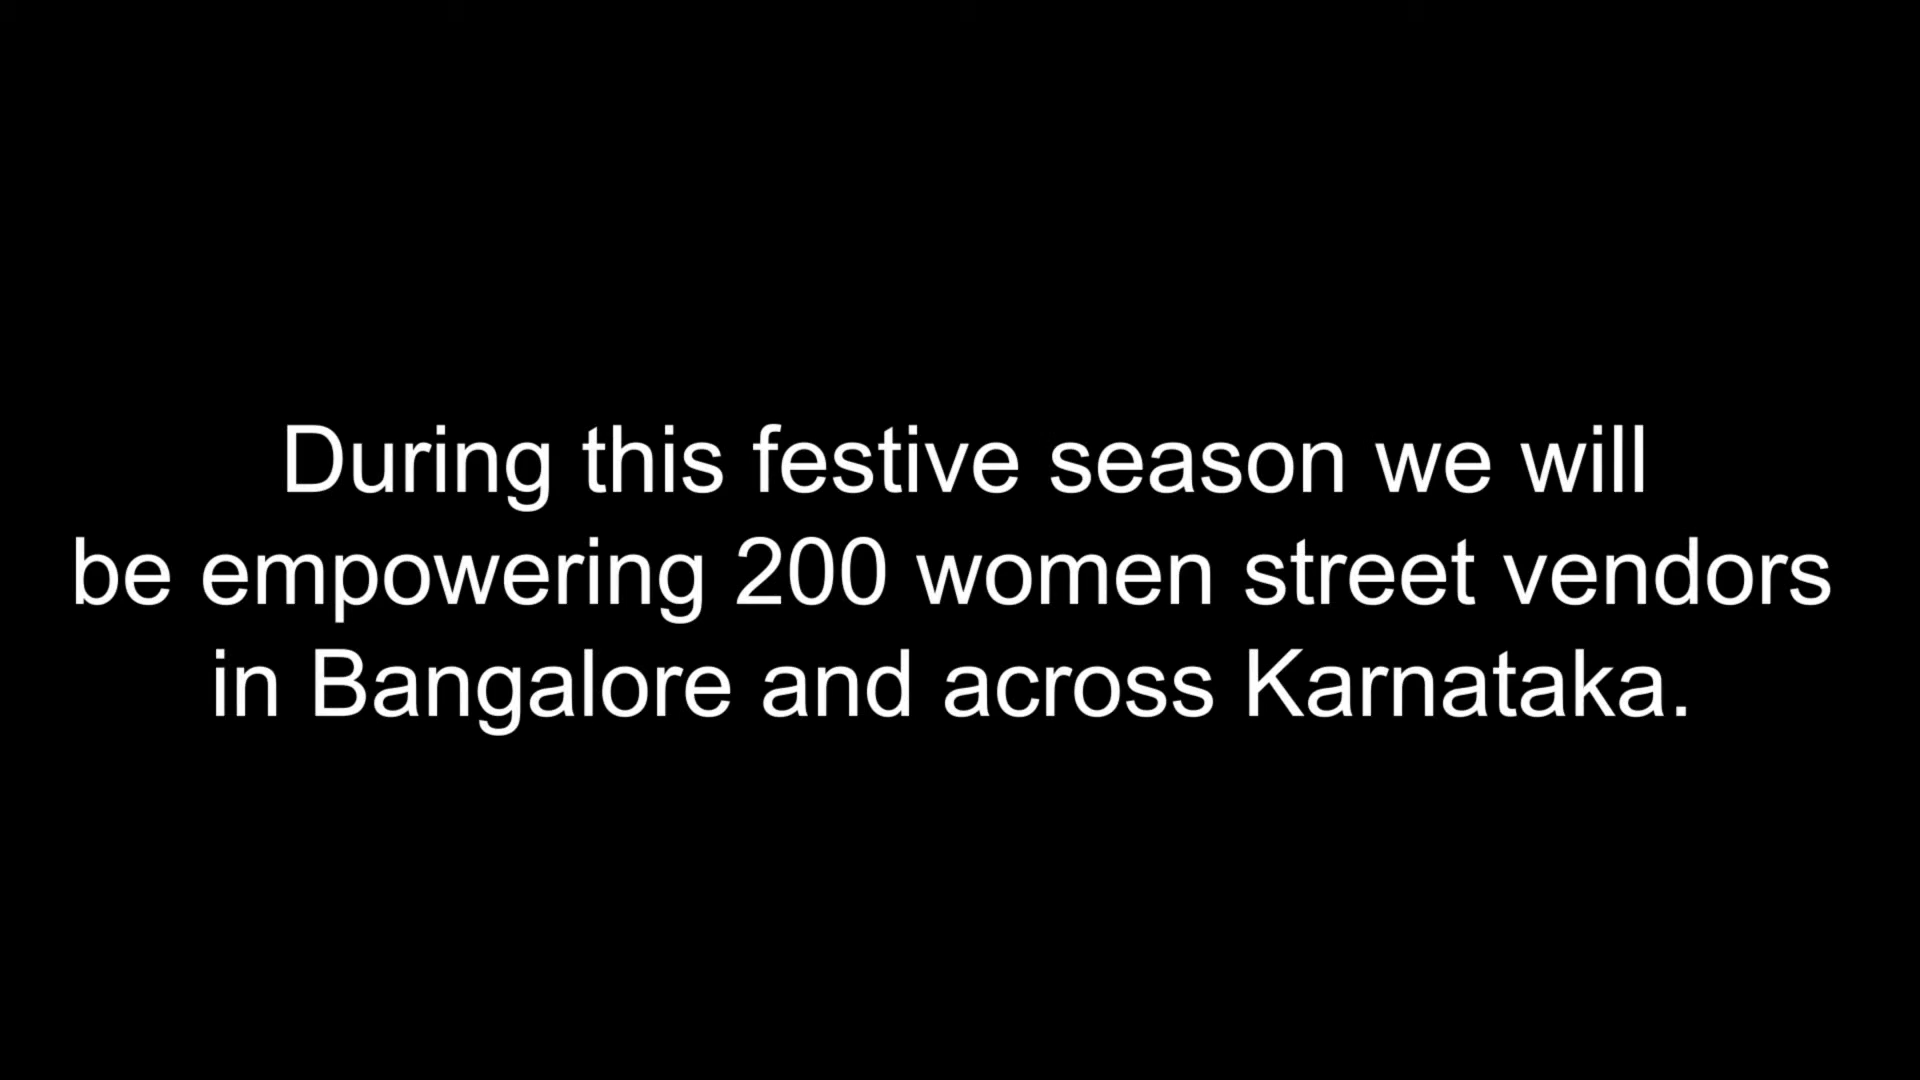 During this festive season we will
be empowering 200 women street vendors
in Bangalore and across Karnataka.